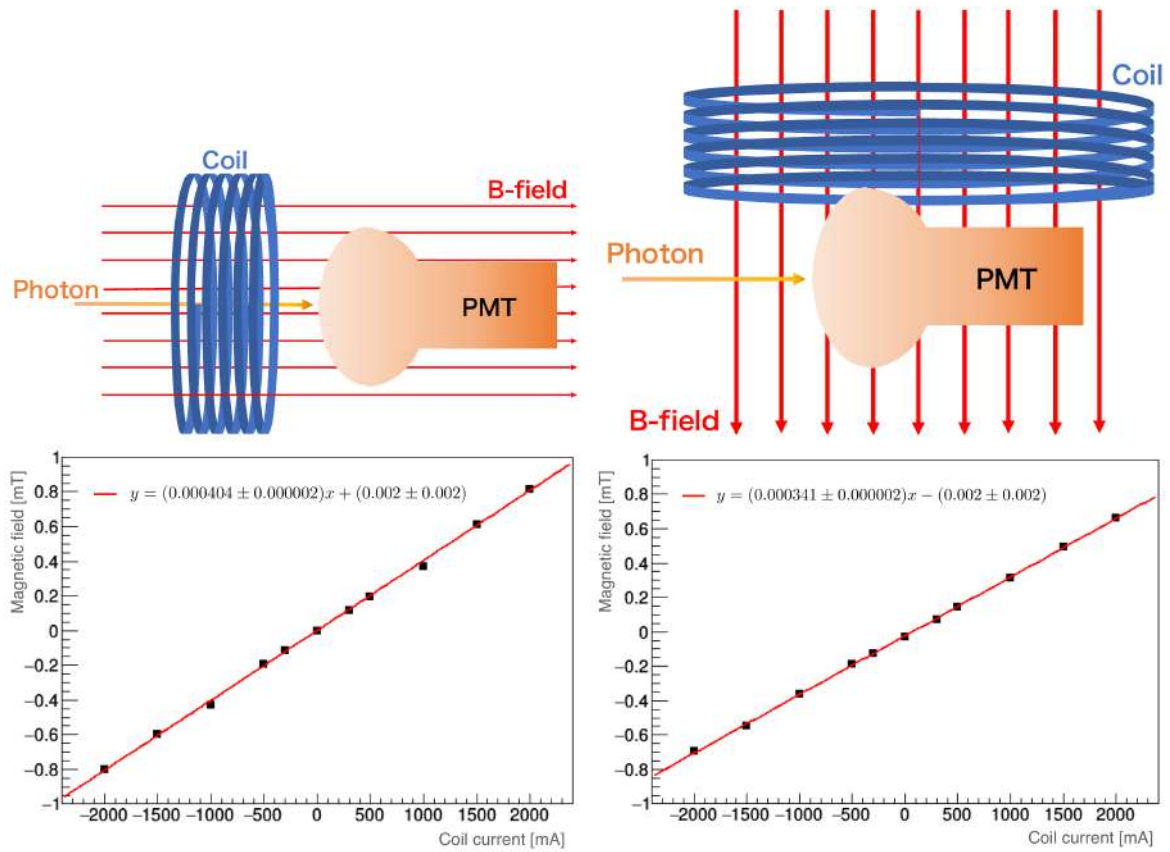 Coil
B-field
Photon
PMT
Coil
Photon
PMT
B-field
Magnetic field [mT]
y = (0.000404 ± 0.000002)x + (0.002 ± 0.002)
0.8
0.6
0.4
0.2
0
−0.2
−0.4
−0.6
−0.8
−1
−2000 −1500 −1000 −500 0 500 1000 1500 2000
Coil current [mA]
Magnetic field [mT]
y = (0.000341 ± 0.000002)x − (0.002 ± 0.002)
1
0.8
0.6
0.4
0.2
0
−0.2
−0.4
−0.6
−0.8
−1
−2000 −1500 −1000 −500 0 500 1000 1500 2000
Coil current [mA]